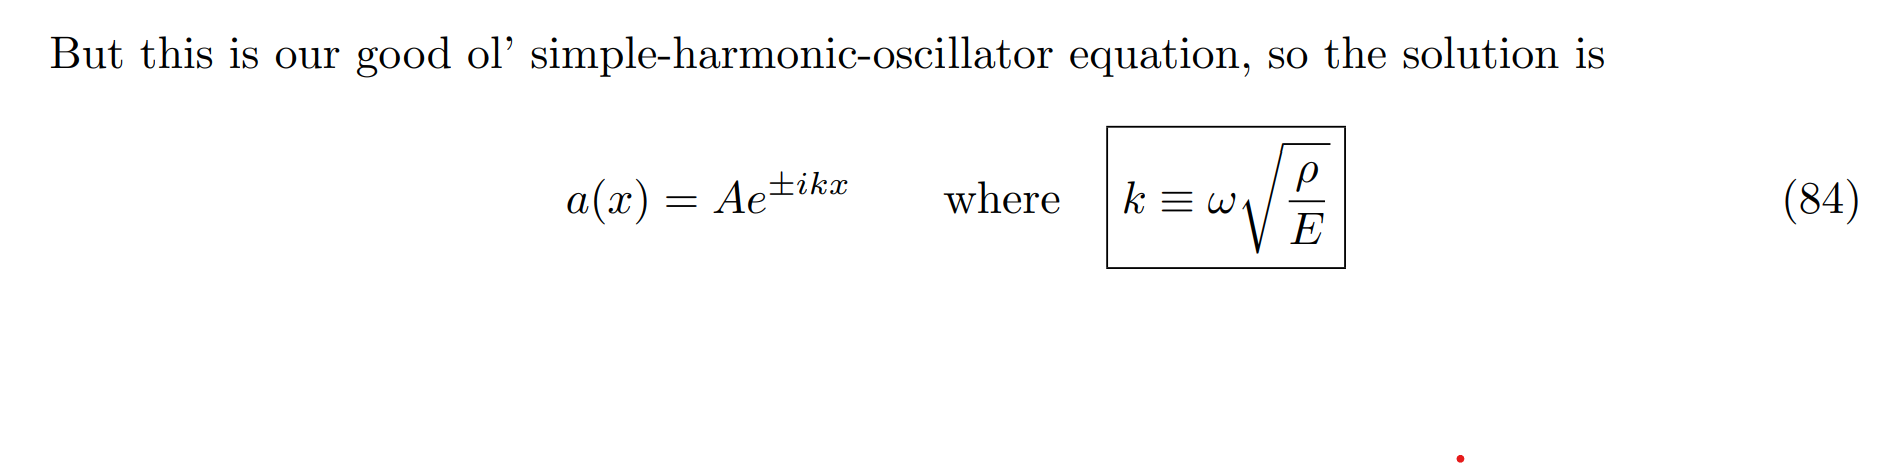 But this is our good ol’ simple-harmonic-oscillator equation, so the solution is
a(x) = Ae^{±ikx} where k ≡ ω√(ρ/E) (84)